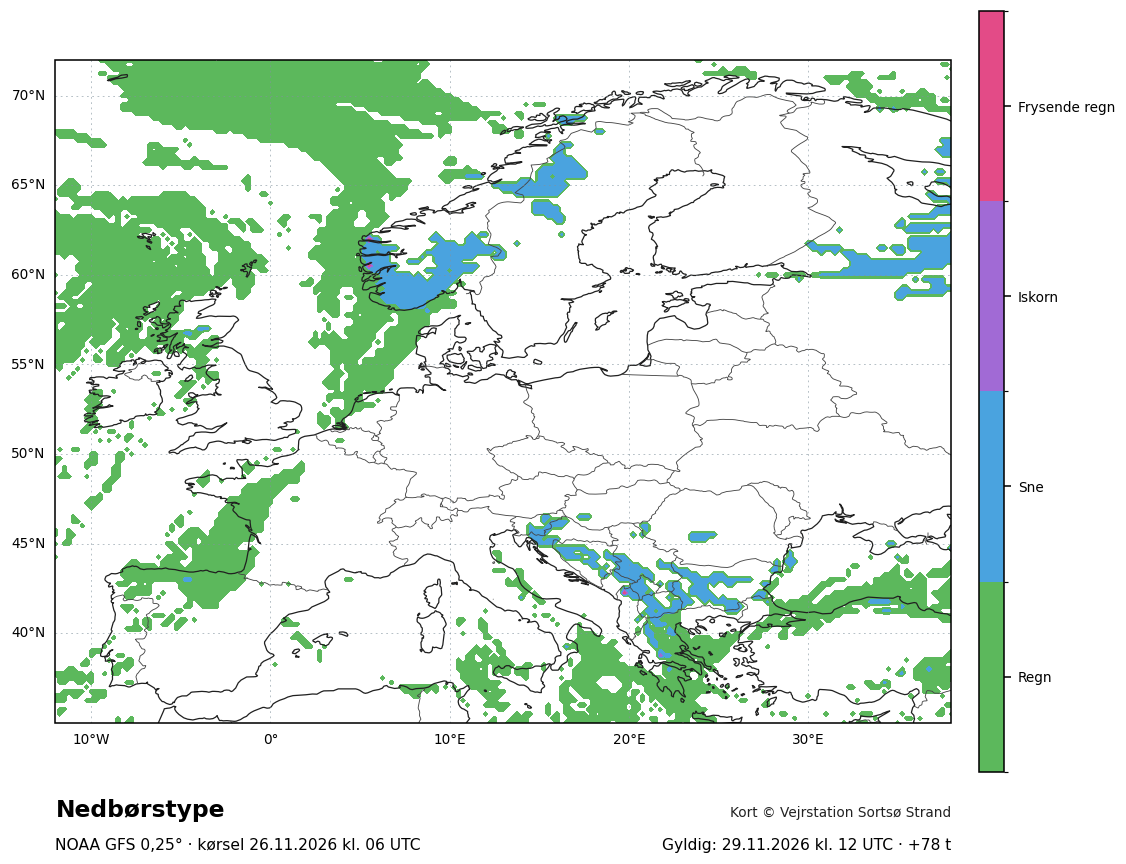 70°N
65°N
60°N
55°N
50°N
45°N
40°N
10°W
0°
10°E
20°E
30°E
Frysende regn
Iskorn
Sne
Regn
Nedbørstype
Kort © Vejrstation Sortsø Strand
NOAA GFS 0,25° · kørsel 26.11.2026 kl. 06 UTC
Gyldig: 29.11.2026 kl. 12 UTC · +78 t